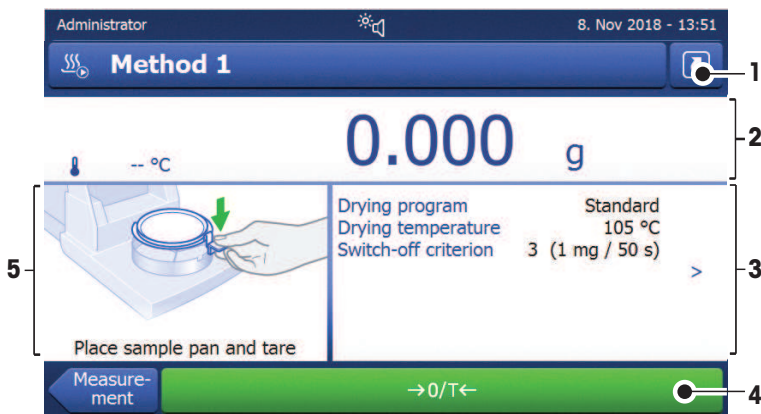 Administrator
8. Nov 2018 - 13:51
Method 1
1
0.000 g
2
-- °C
Drying program Standard
Drying temperature 105 °C
Switch-off criterion 3 (1 mg / 50 s)
>
3
5
Place sample pan and tare
Measure-
ment
→0/T←
4